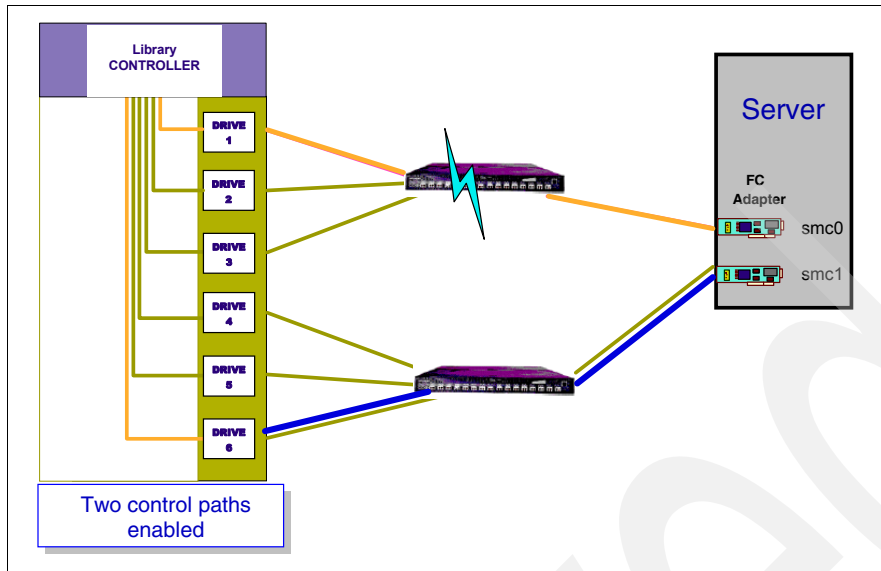 Library
CONTROLLER
DRIVE
1
DRIVE
2
DRIVE
3
DRIVE
4
DRIVE
5
DRIVE
6
Server
FC
Adapter
smc0
smc1
Two control paths
enabled